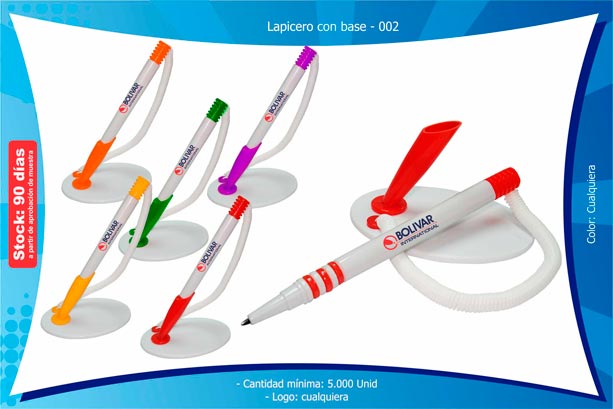 Lapicero con base - 002
Stock: 90 días
a partir de aprobación de muestra
BOLIVAR
BOLIVAR
BOLIVAR
BOLIVAR
BOLIVAR
BOLIVAR
INTERNATIONAL
Color: Cualquiera
- Cantidad mínima: 5.000 Unid
- Logo: cualquiera